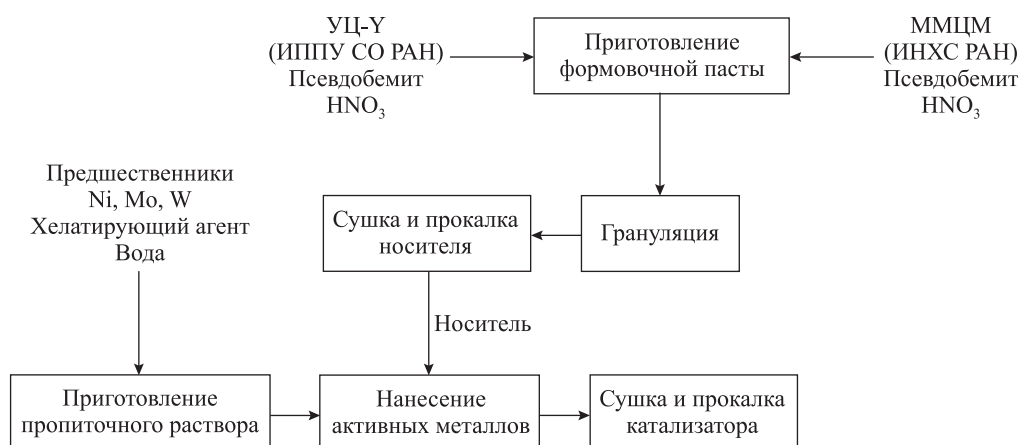 УЦ-Y
(ИППУ СО РАН)
Псевдобемит
HNO₃
Приготовление
формовочной пасты
ММЦМ
(ИНХС РАН)
Псевдобемит
HNO₃
Предшественники
Ni, Mo, W
Хелатирующий агент
Вода
Сушка и прокалка
носителя
Грануляция
Носитель
Приготовление
пропиточного раствора
Нанесение
активных металлов
Сушка и прокалка
катализатора